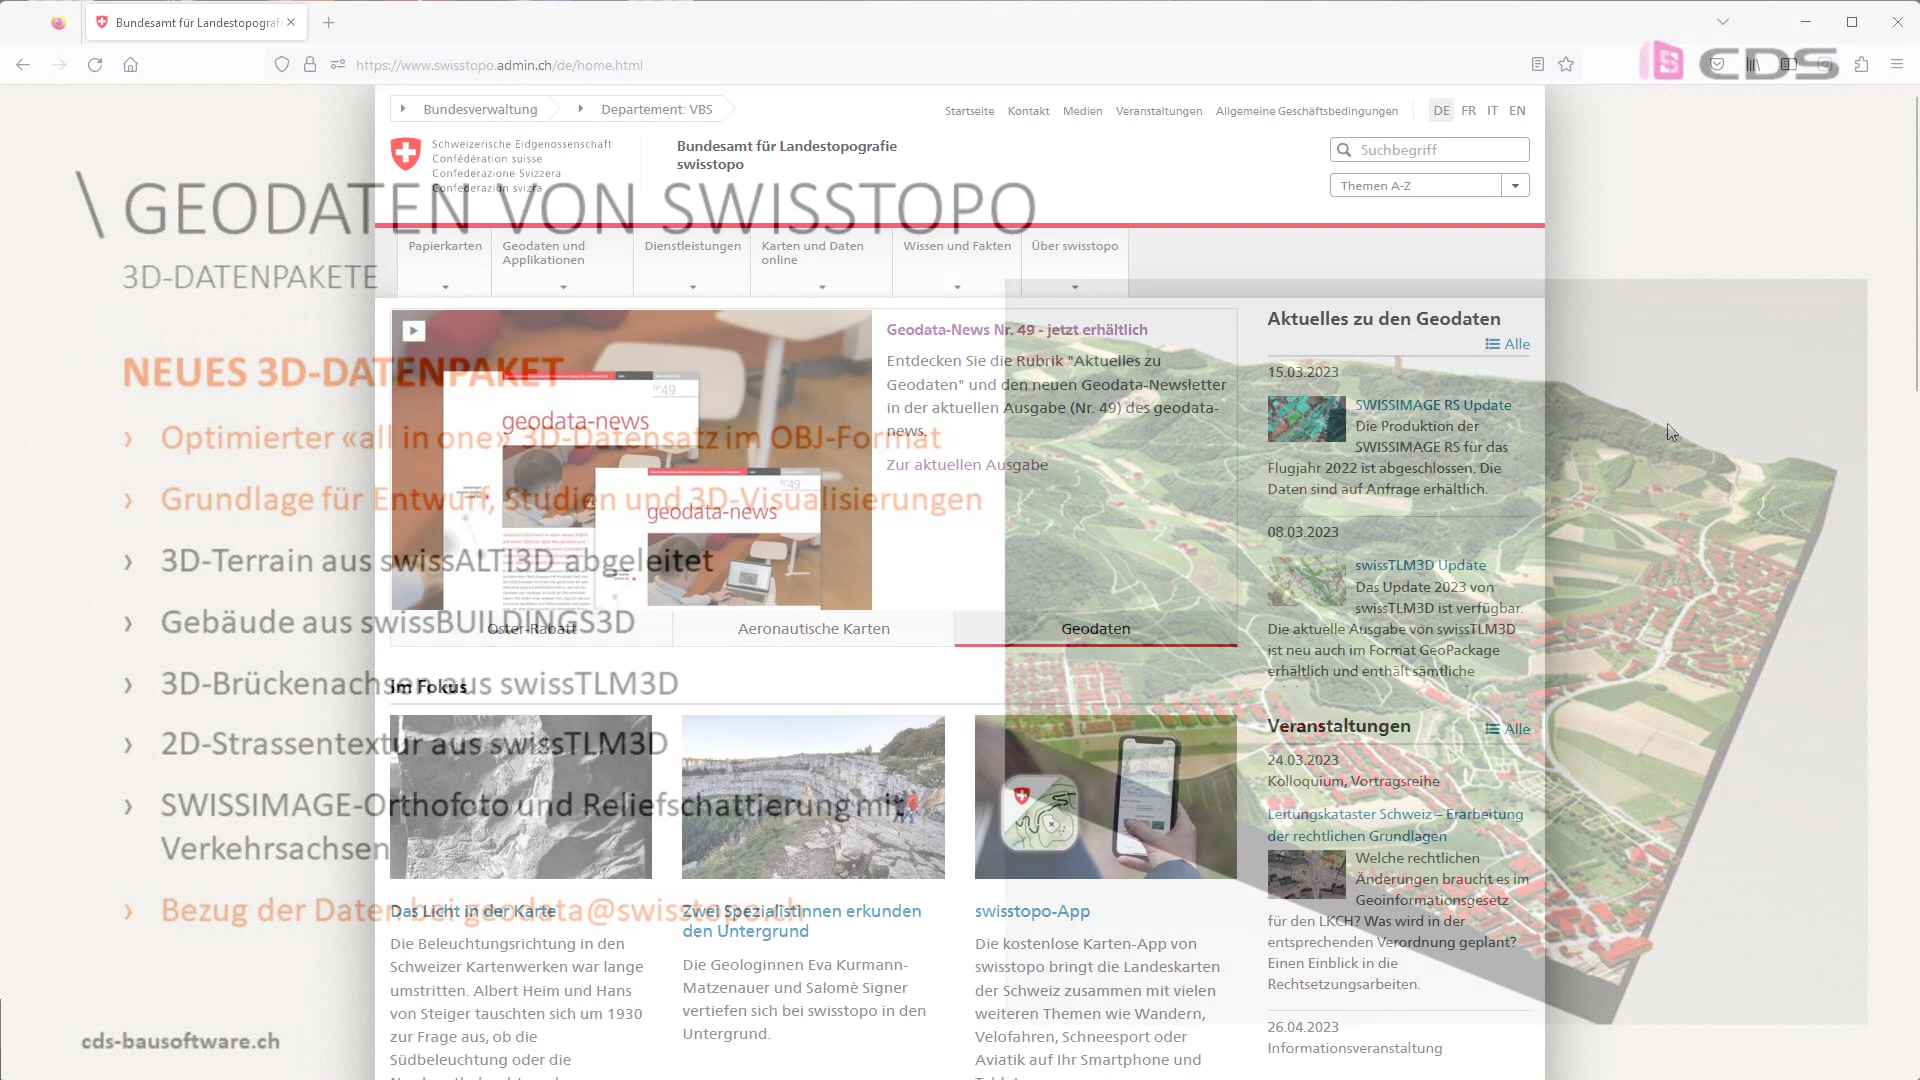 Bundesamt für Landestopografi
https://www.swisstopo.admin.ch/de/home.html
CDS
Bundesverwaltung
Departement: VBS
Startseite
Kontakt
Medien
Veranstaltungen
Allgemeine Geschäftsbedingungen
DE
FR
IT
EN
Schweizerische Eidgenossenschaft
Confédération suisse
Confederazione Svizzera
Confederaziun svizra
Bundesamt für Landestopografie
swisstopo
Suchbegriff
Themen A-Z
\ GEODATEN VON SWISSTOPO
3D-DATENPAKETE
Papierkarten
Geodaten und
Applikationen
Dienstleistungen
Karten und Daten
online
Wissen und Fakten
Über swisstopo
NEUES 3D-DATENPAKET
› Optimierter «all in one» 3D-Datensatz im OBJ-Format
› Grundlage für Entwurf, Studien und 3D-Visualisierungen
› 3D-Terrain aus swissALTI3D abgeleitet
› Gebäude aus swissBUILDINGS3D
› 3D-Brückenachsen aus swissTLM3D
› 2D-Strassentextur aus swissTLM3D
› SWISSIMAGE-Orthofoto und Reliefschattierung mit
Verkehrsachsen
› Bezug der Daten bei geodata@swisstopo.ch
cds-bausoftware.ch
N°49
geodata-news
N°49
geodata-news
Geodata-News Nr. 49 - jetzt erhältlich
Entdecken Sie die Rubrik "Aktuelles zu
Geodaten" und den neuen Geodata-Newsletter
in der aktuellen Ausgabe (Nr. 49) des geodata-
news.
Zur aktuellen Ausgabe
Oster-Rabatt
Aeronautische Karten
Geodaten
Im Fokus
Das Licht in der Karte
Die Beleuchtungsrichtung in den
Schweizer Kartenwerken war lange
umstritten. Albert Heim und Hans
von Steiger tauschten sich um 1930
zur Frage aus, ob die
Südbeleuchtung oder die
Zwei Spezialistinnen erkunden
den Untergrund
Die Geologinnen Eva Kurmann-
Matzenauer und Salomè Signer
vertiefen sich bei swisstopo in den
Untergrund.
swisstopo-App
Die kostenlose Karten-App von
swisstopo bringt die Landeskarten
der Schweiz zusammen mit vielen
weiteren Themen wie Wandern,
Velofahren, Schneesport oder
Aviatik auf Ihr Smartphone und
Aktuelles zu den Geodaten
Alle
15.03.2023
SWISSIMAGE RS Update
Die Produktion der
SWISSIMAGE RS für das
Flugjahr 2022 ist abgeschlossen. Die
Daten sind auf Anfrage erhältlich.
08.03.2023
swissTLM3D Update
Das Update 2023 von
swissTLM3D ist verfügbar.
Die aktuelle Ausgabe von swissTLM3D
ist neu auch im Format GeoPackage
erhältlich und enthält sämtliche
Veranstaltungen
Alle
24.03.2023
Kolloquium, Vortragsreihe
Leitungskataster Schweiz – Erarbeitung
der rechtlichen Grundlagen
Welche rechtlichen
Änderungen braucht es im
Geoinformationsgesetz
für den LKCH? Was wird in der
entsprechenden Verordnung geplant?
Einen Einblick in die
Rechtsetzungsarbeiten.
26.04.2023
Informationsveranstaltung